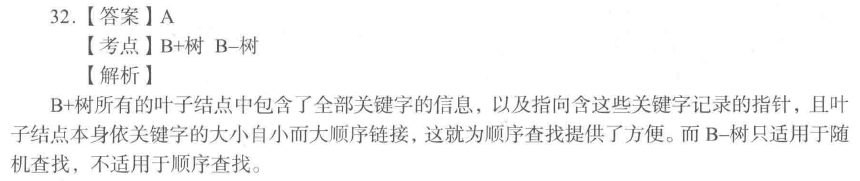 32.【答案】A
【考点】B+树 B-树
【解析】
B+树所有的叶子结点中包含了全部关键字的信息，以及指向含这些关键字记录的指针，且叶
子结点本身依关键字的大小自小而大顺序链接，这就为顺序查找提供了方便。而 B-树只适用于随
机查找，不适用于顺序查找。